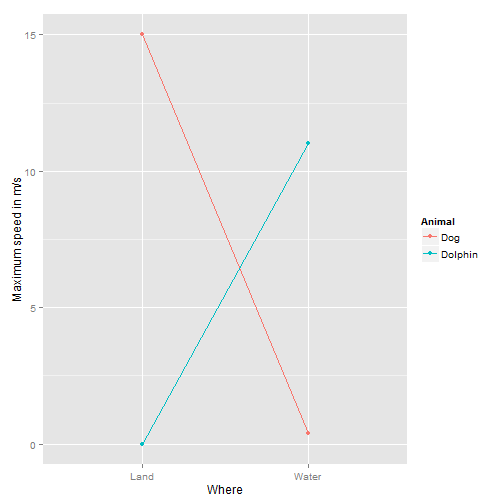 Maximum speed in m/s
15
10
5
0
Land Water
Where
Animal
Dog
Dolphin